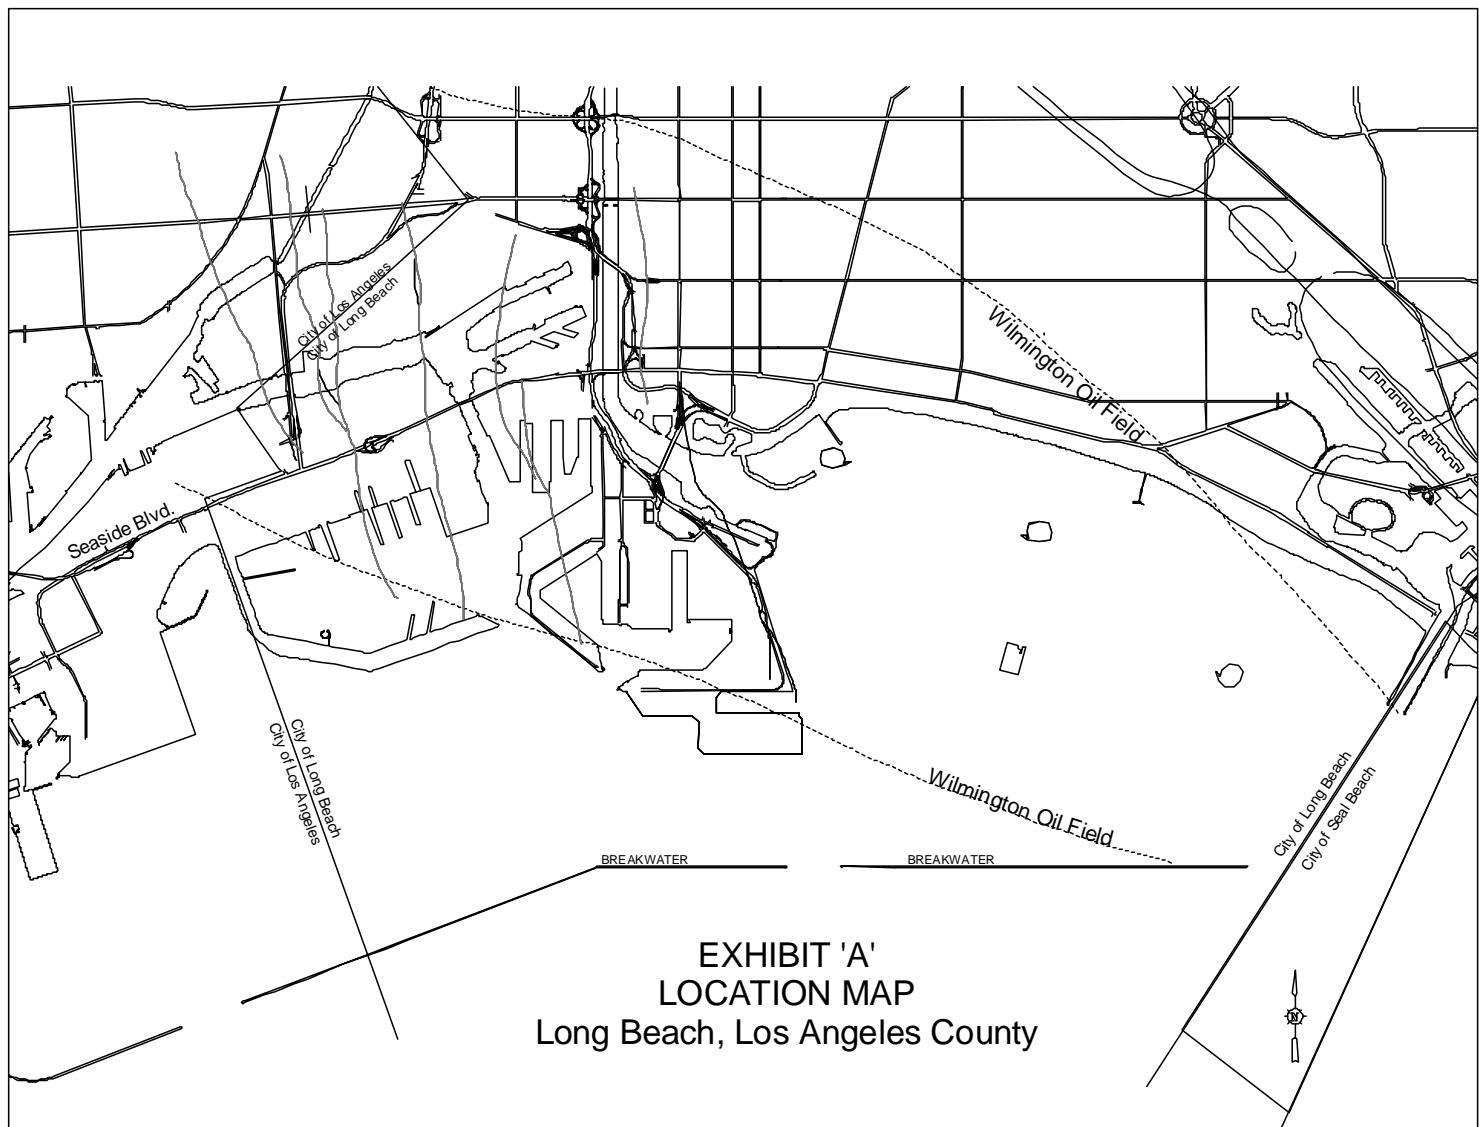 City of Los Angeles
City of Long Beach
Wilmington Oil Field
Seaside Blvd.
City of Long Beach
City of Los Angeles
Wilmington Oil Field
City of Long Beach
City of Seal Beach
BREAKWATER
BREAKWATER
EXHIBIT 'A'
LOCATION MAP
Long Beach, Los Angeles County
N